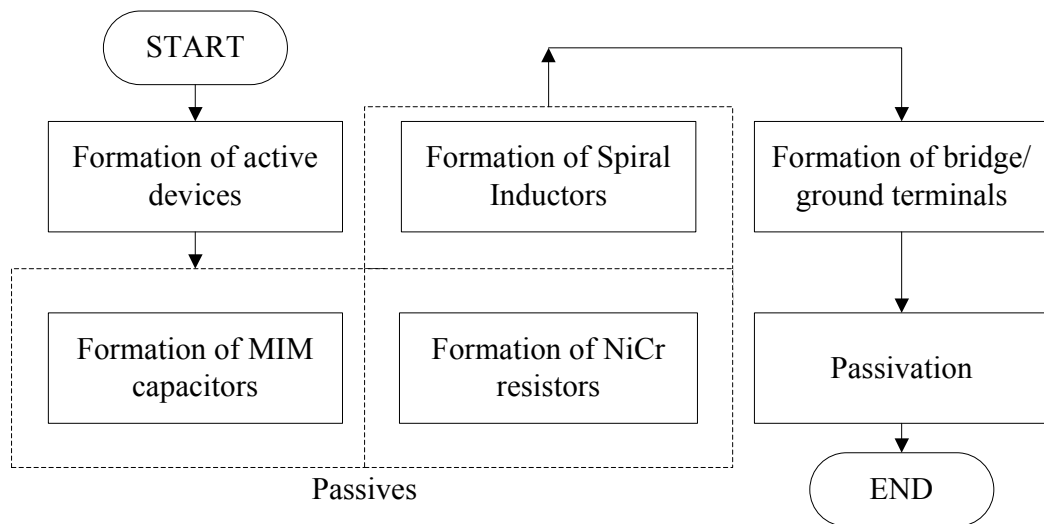 START
Formation of active
devices
Formation of MIM
capacitors
Formation of NiCr
resistors
Passives
Formation of Spiral
Inductors
Formation of bridge/
ground terminals
Passivation
END